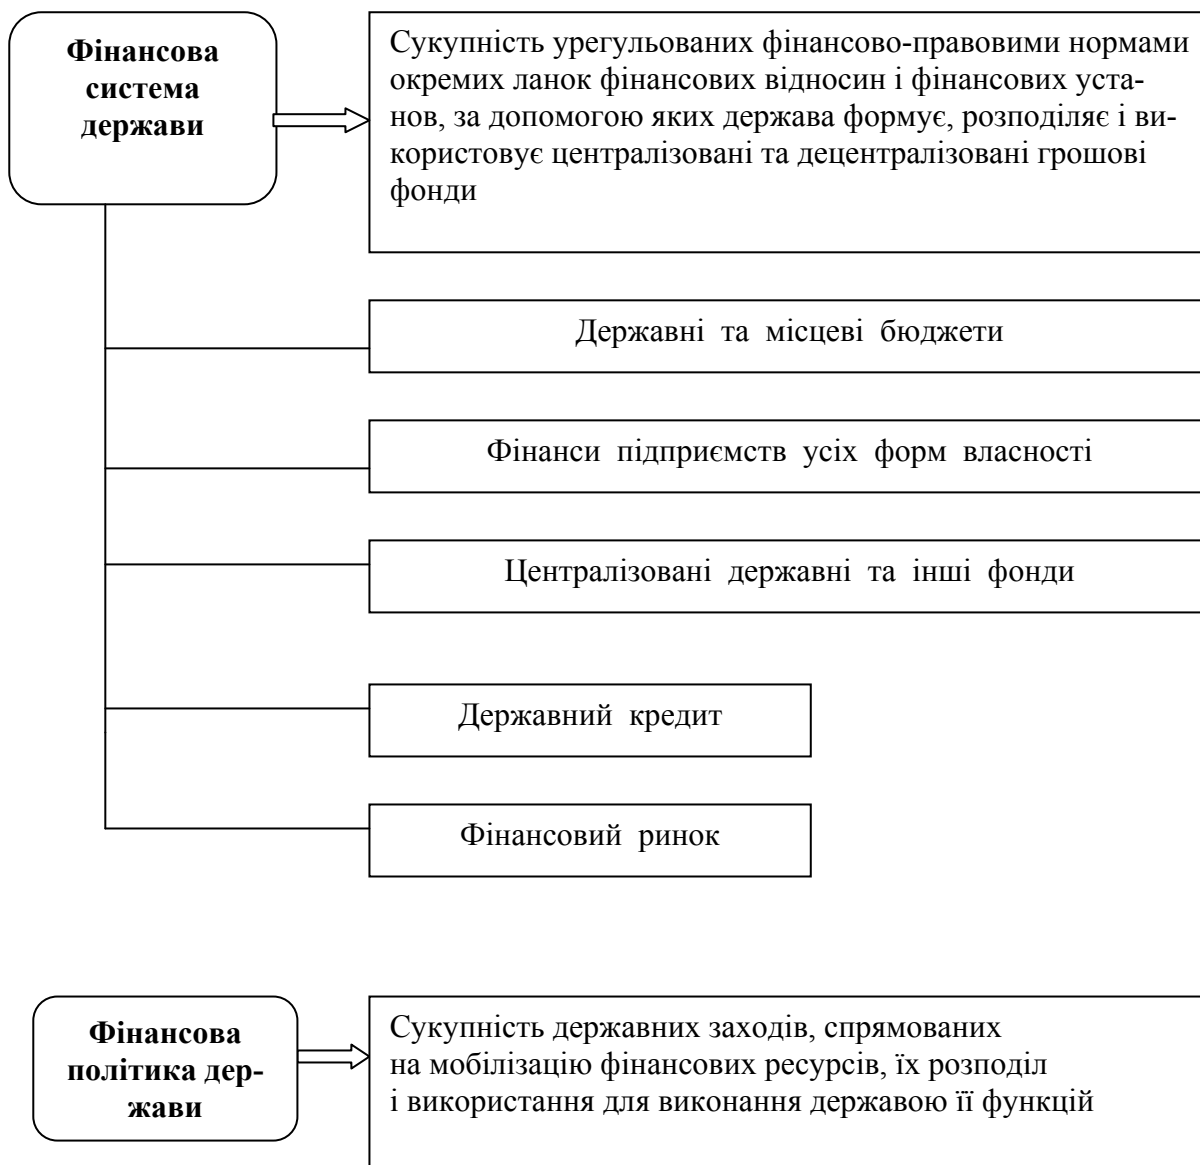 Фінансова
система
держави
Сукупність урегульованих фінансово-правовими нормами
окремих ланок фінансових відносин і фінансових уста-
нов, за допомогою яких держава формує, розподіляє і ви-
користовує централізовані та децентралізовані грошові
фонди
Державні та місцеві бюджети
Фінанси підприємств усіх форм власності
Централізовані державні та інші фонди
Державний кредит
Фінансовий ринок
Фінансова
політика дер-
жави
Сукупність державних заходів, спрямованих
на мобілізацію фінансових ресурсів, їх розподіл
і використання для виконання державою її функцій